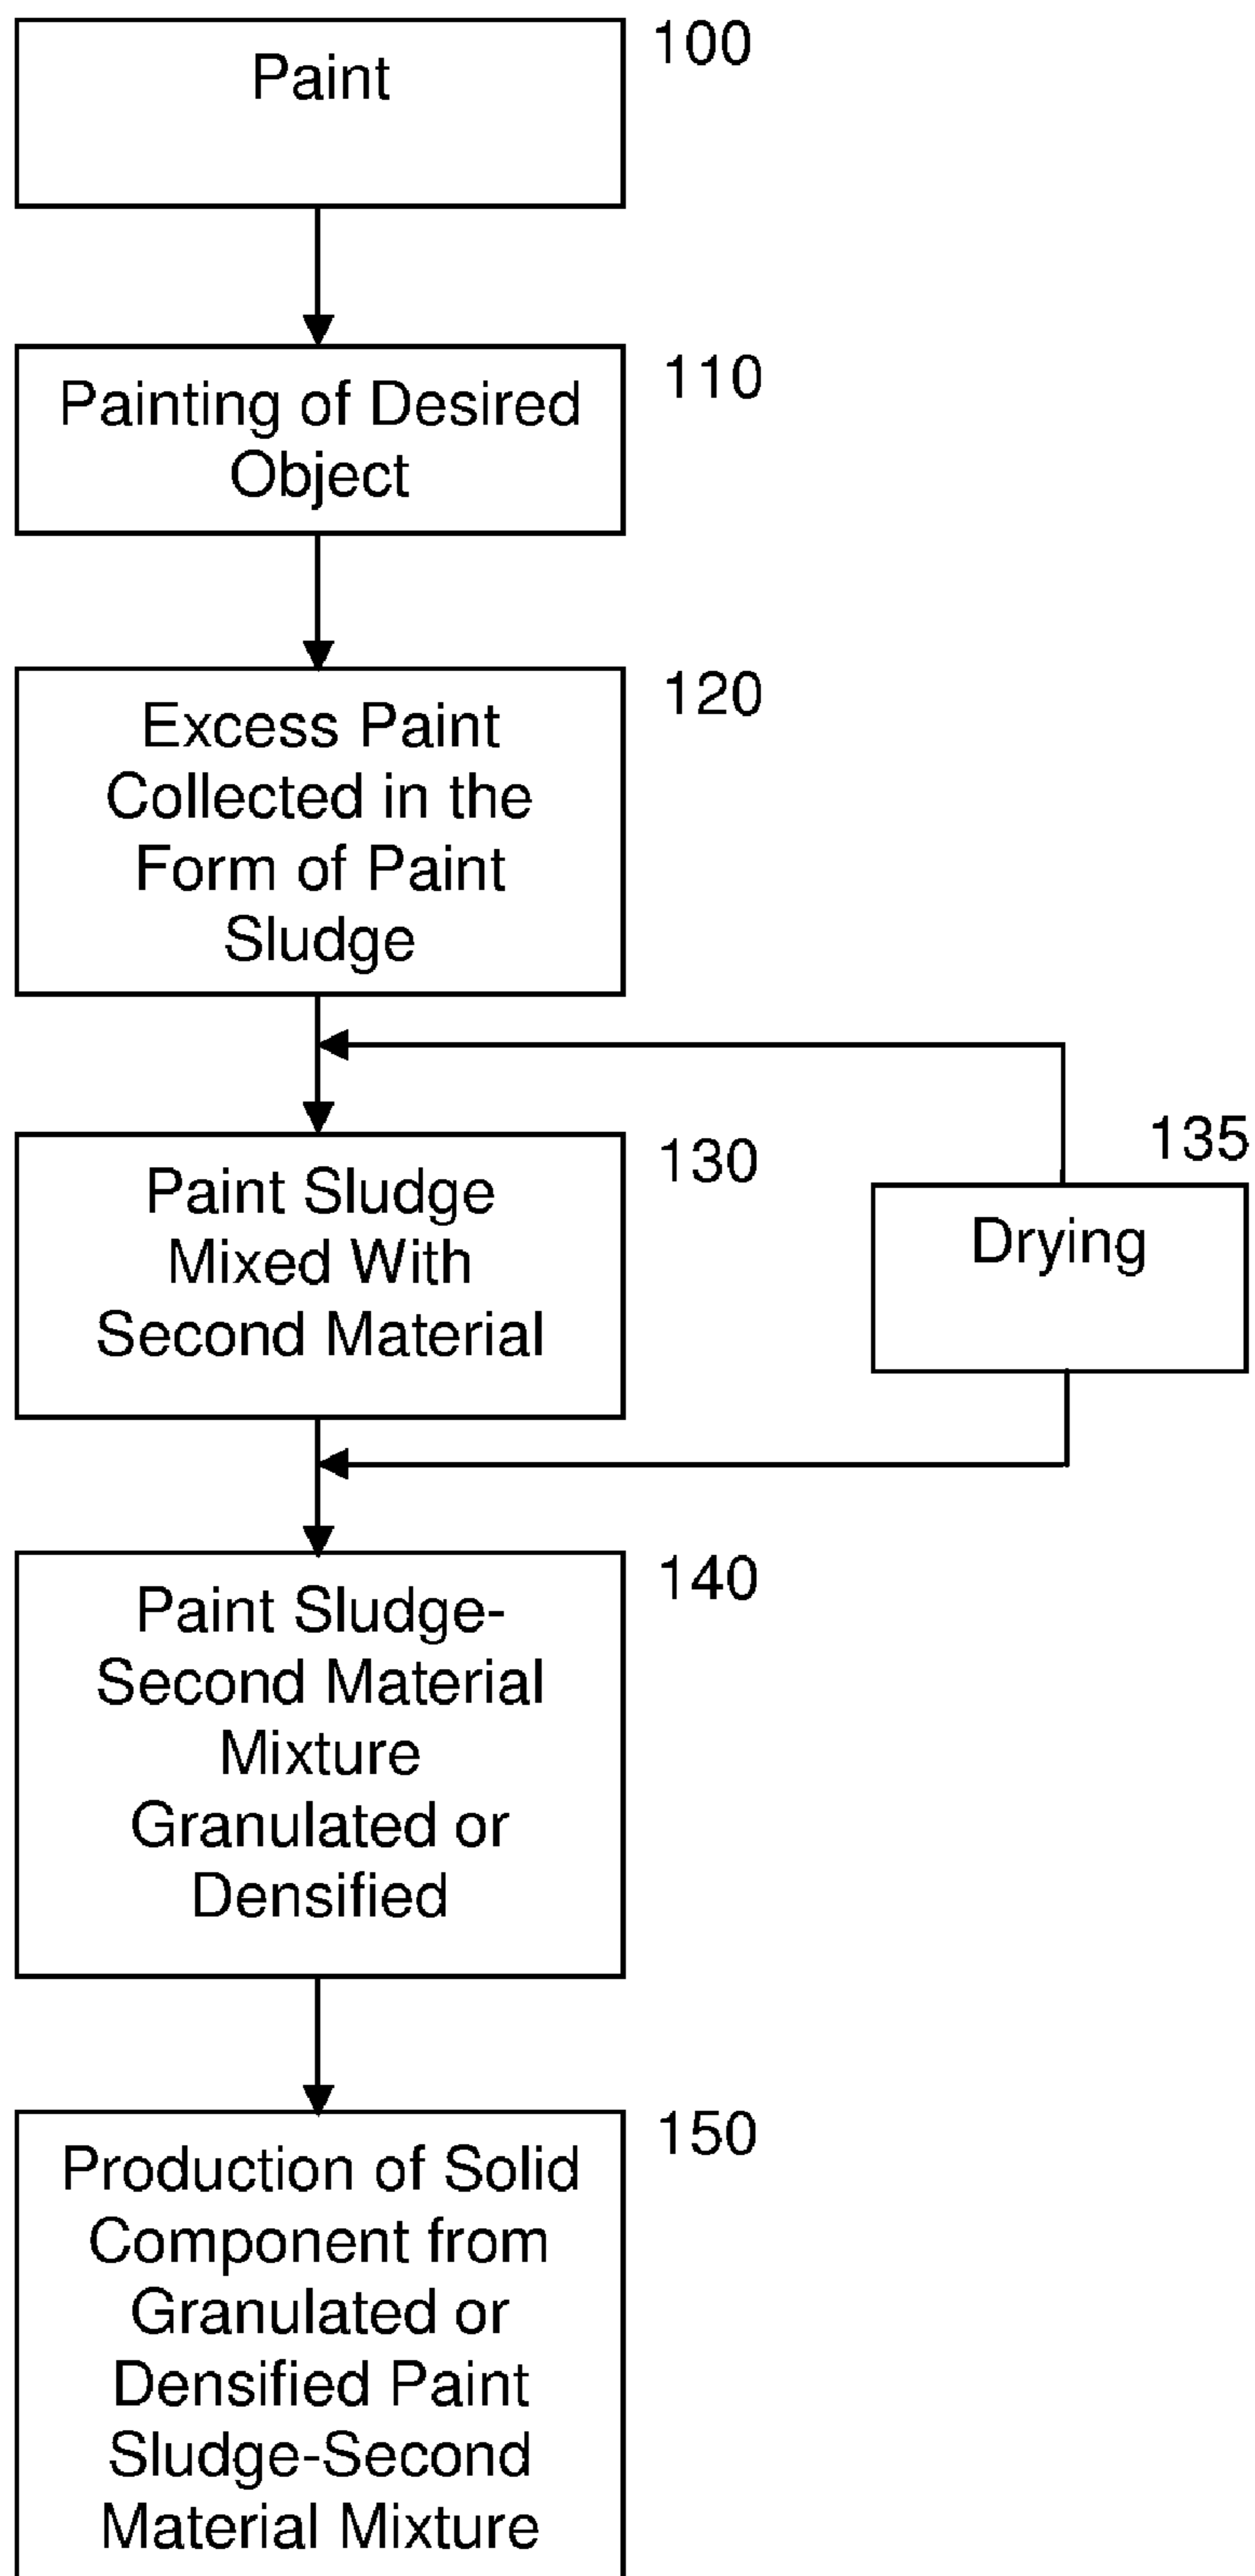 Paint
100
Painting of Desired
Object
110
Excess Paint
Collected in the
Form of Paint
Sludge
120
Paint Sludge
Mixed With
Second Material
130
Drying
135
Paint Sludge-
Second Material
Mixture
Granulated or
Densified
140
Production of Solid
Component from
Granulated or
Densified Paint
Sludge-Second
Material Mixture
150